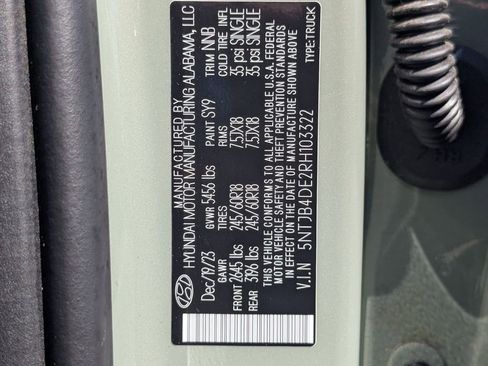 MANUFACTURED BY
HYUNDAI MOTOR MANUFACTURING ALABAMA, LLC
Dec/19/23 GVWR 5456 lbs PAINT SY9 TRIM NNB
GAWR TIRES RIMS COLD TIRE INFL
FRONT 2645 lbs 245/60R18 7.5JX18 35 psi SINGLE
REAR 3196 lbs 245/60R18 7.5JX18 35 psi SINGLE
THIS VEHICLE CONFORMS TO ALL APPLICABLE U.S.A. FEDERAL
MOTOR VEHICLE SAFETY AND THEFT PREVENTION STANDARDS
IN EFFECT ON THE DATE OF MANUFACTURE SHOWN ABOVE.
V.I.N 5NTJB4DE2RH103322 TYPE:TRUCK